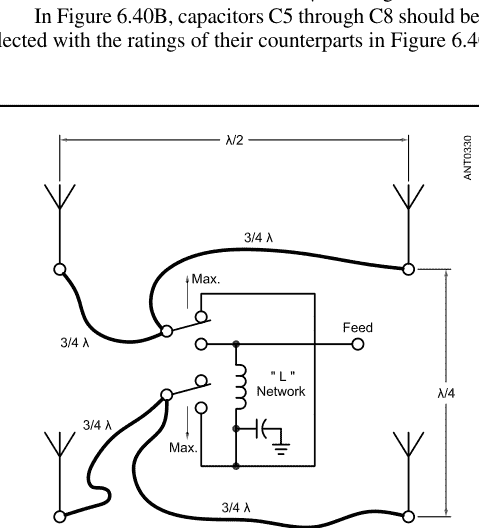 In Figure 6.40B, capacitors C5 through C8 should be
lected with the ratings of their counterparts in Figure 6.4
λ/2
ANT0330
3/4 λ
Max.
Feed
3/4 λ
" L "
Network
λ/4
3/4 λ
Max.
3/4 λ